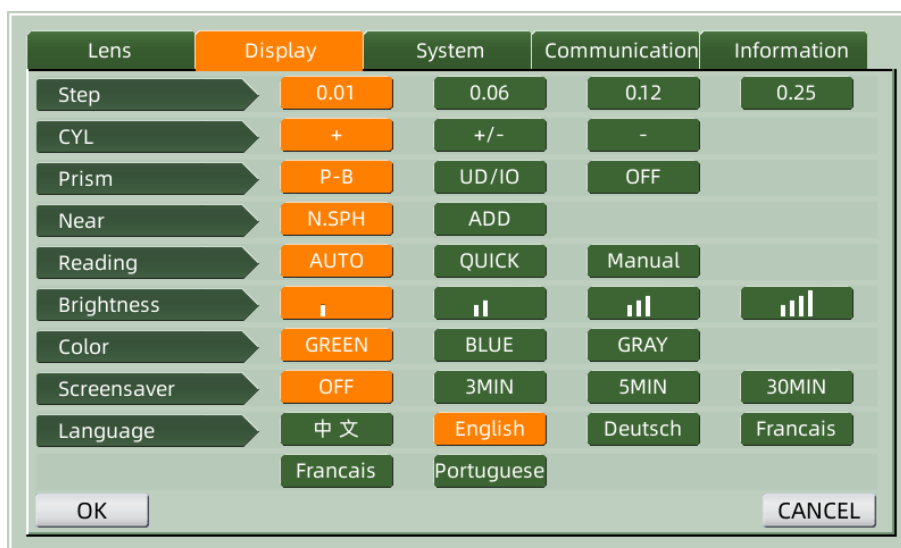 Lens Display System Communication Information
Step 0.01 0.06 0.12 0.25
CYL + +/- -
Prism P-B UD/IO OFF
Near N.SPH ADD
Reading AUTO QUICK Manual
Brightness
Color GREEN BLUE GRAY
Screensaver OFF 3MIN 5MIN 30MIN
Language 中文 English Deutsch Francais
Francais Portuguese
OK CANCEL